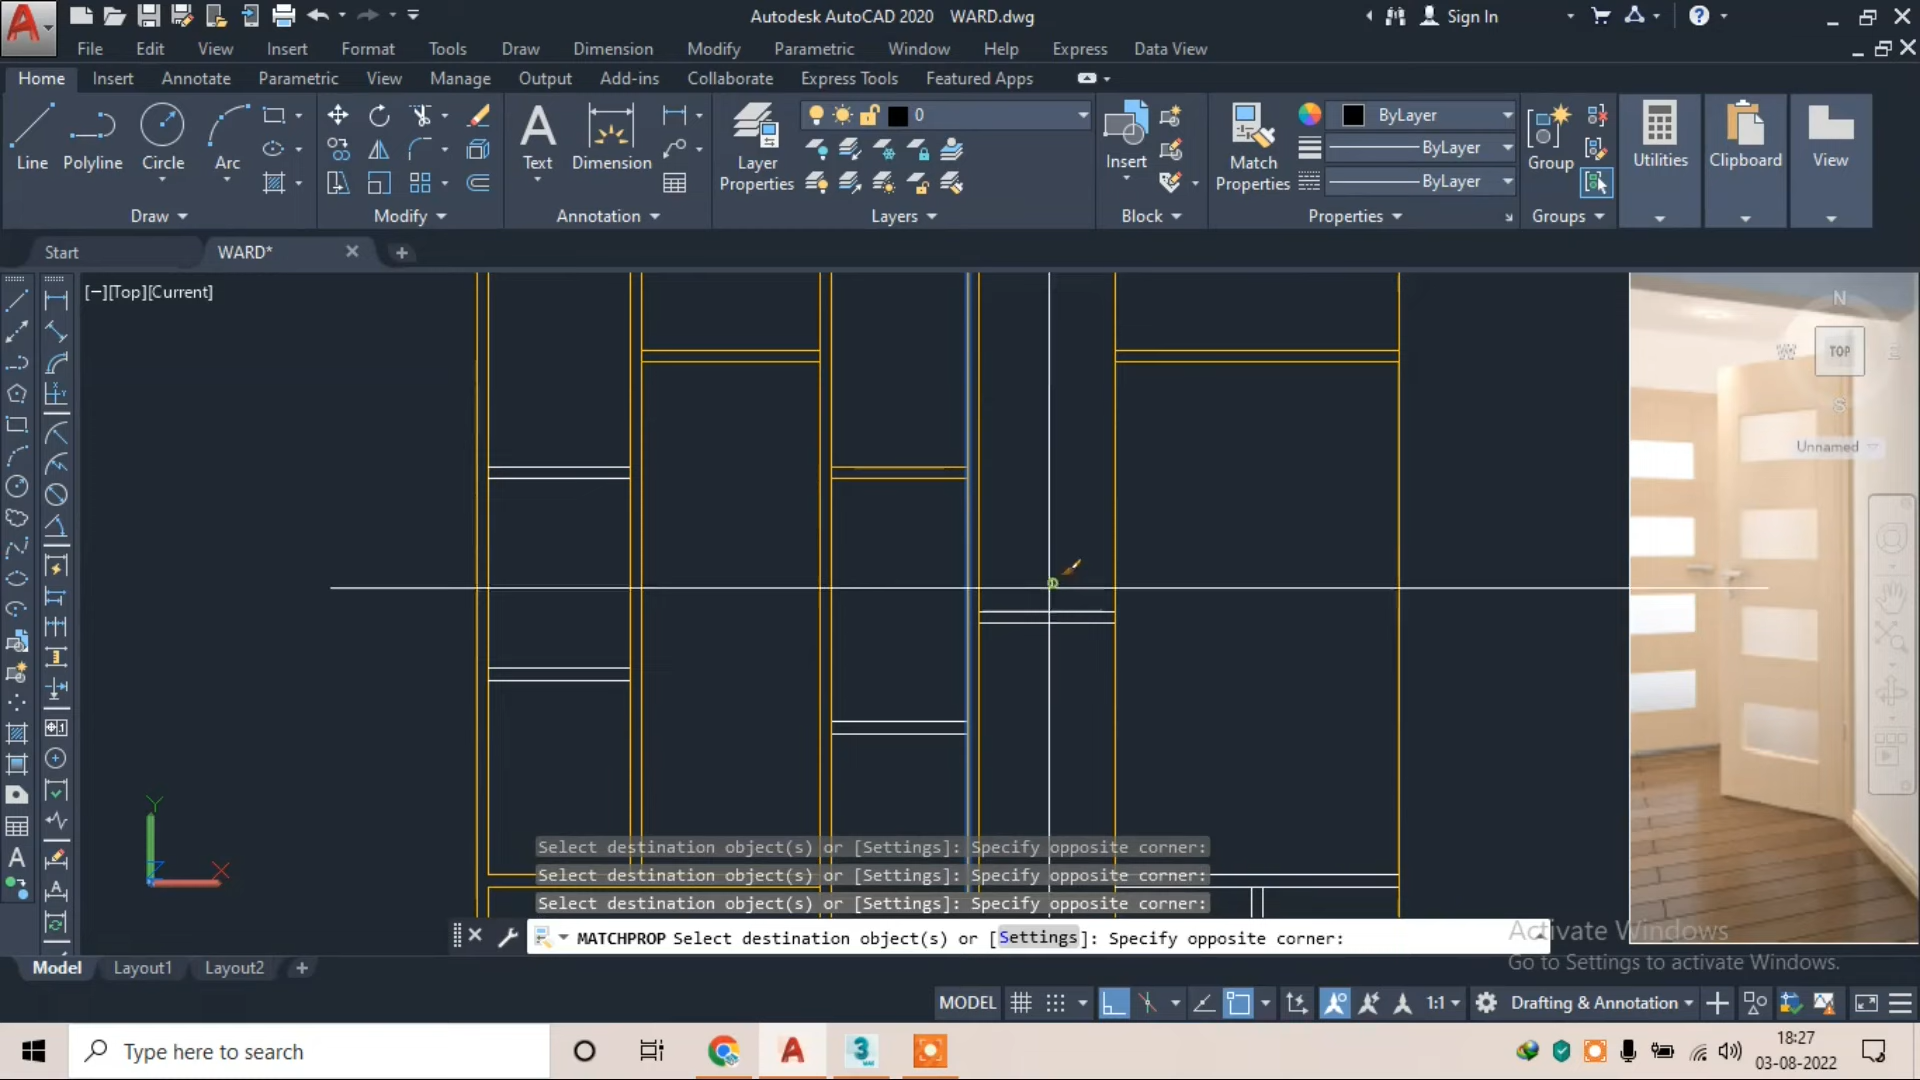 Autodesk AutoCAD 2020 WARD.dwg
Sign In
File Edit View Insert Format Tools Draw Dimension Modify Parametric Window Help Express Data View
Home Insert Annotate Parametric View Manage Output Add-ins Collaborate Express Tools Featured Apps
0
ByLayer
Line Polyline Circle Arc
Text Dimension
Layer Properties
Insert
Match Properties
ByLayer
ByLayer
Group
Utilities Clipboard View
Draw Modify Annotation Layers Block Properties Groups
Start WARD*
[−][Top][Current]
N
W TOP E
S
Unnamed
Y
X
Select destination object(s) or [Settings]: Specify opposite corner:
Select destination object(s) or [Settings]: Specify opposite corner:
Select destination object(s) or [Settings]: Specify opposite corner:
MATCHPROP Select destination object(s) or [Settings]: Specify opposite corner:
Activate Windows
Go to Settings to activate Windows.
Model Layout1 Layout2
MODEL 1:1 Drafting & Annotation
Type here to search
18:27
03-08-2022